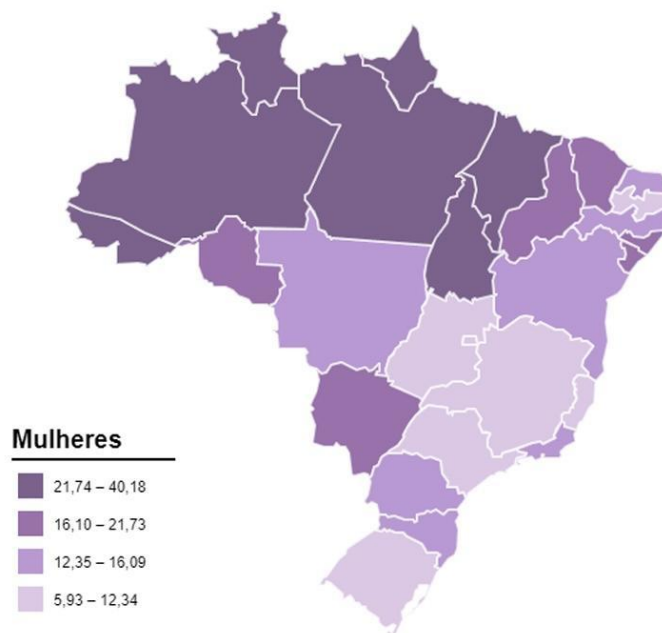 Mulheres
21,74 – 40,18
16,10 – 21,73
12,35 – 16,09
5,93 – 12,34